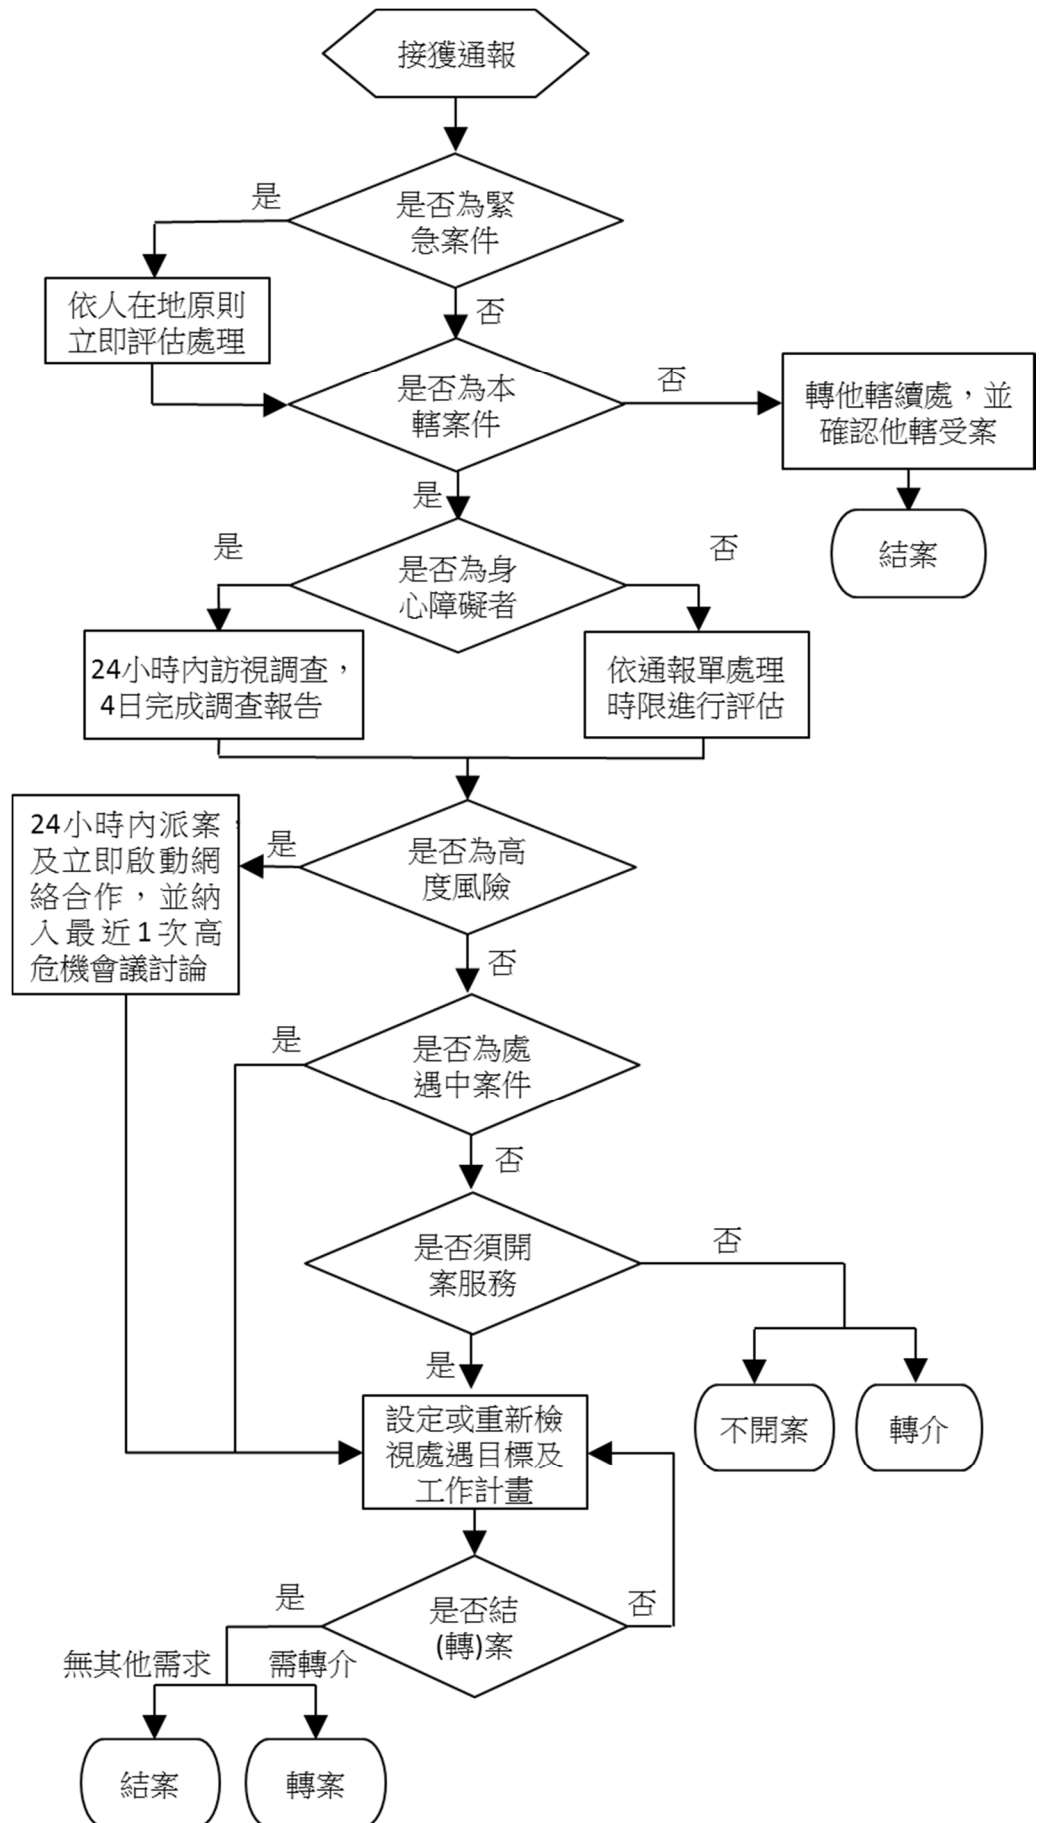 接獲通報
是
是否為緊
急案件
依人在地原則
立即評估處理
否
是否為本
轄案件
否
轉他轄續處，並
確認他轄受案
結案
是
是
是否為身
心障礙者
否
24小時內訪視調查，
4日完成調查報告
依通報單處理
時限進行評估
24小時內派案，
及立即啟動網
絡合作，並納
入最近1次高
危機會議討論
是
是否為高
度風險
否
是
是否為處
遇中案件
否
是否須開
案服務
否
是
不開案
轉介
設定或重新檢
視處遇目標及
工作計畫
是
是否結
(轉)案
否
無其他需求
需轉介
結案
轉案